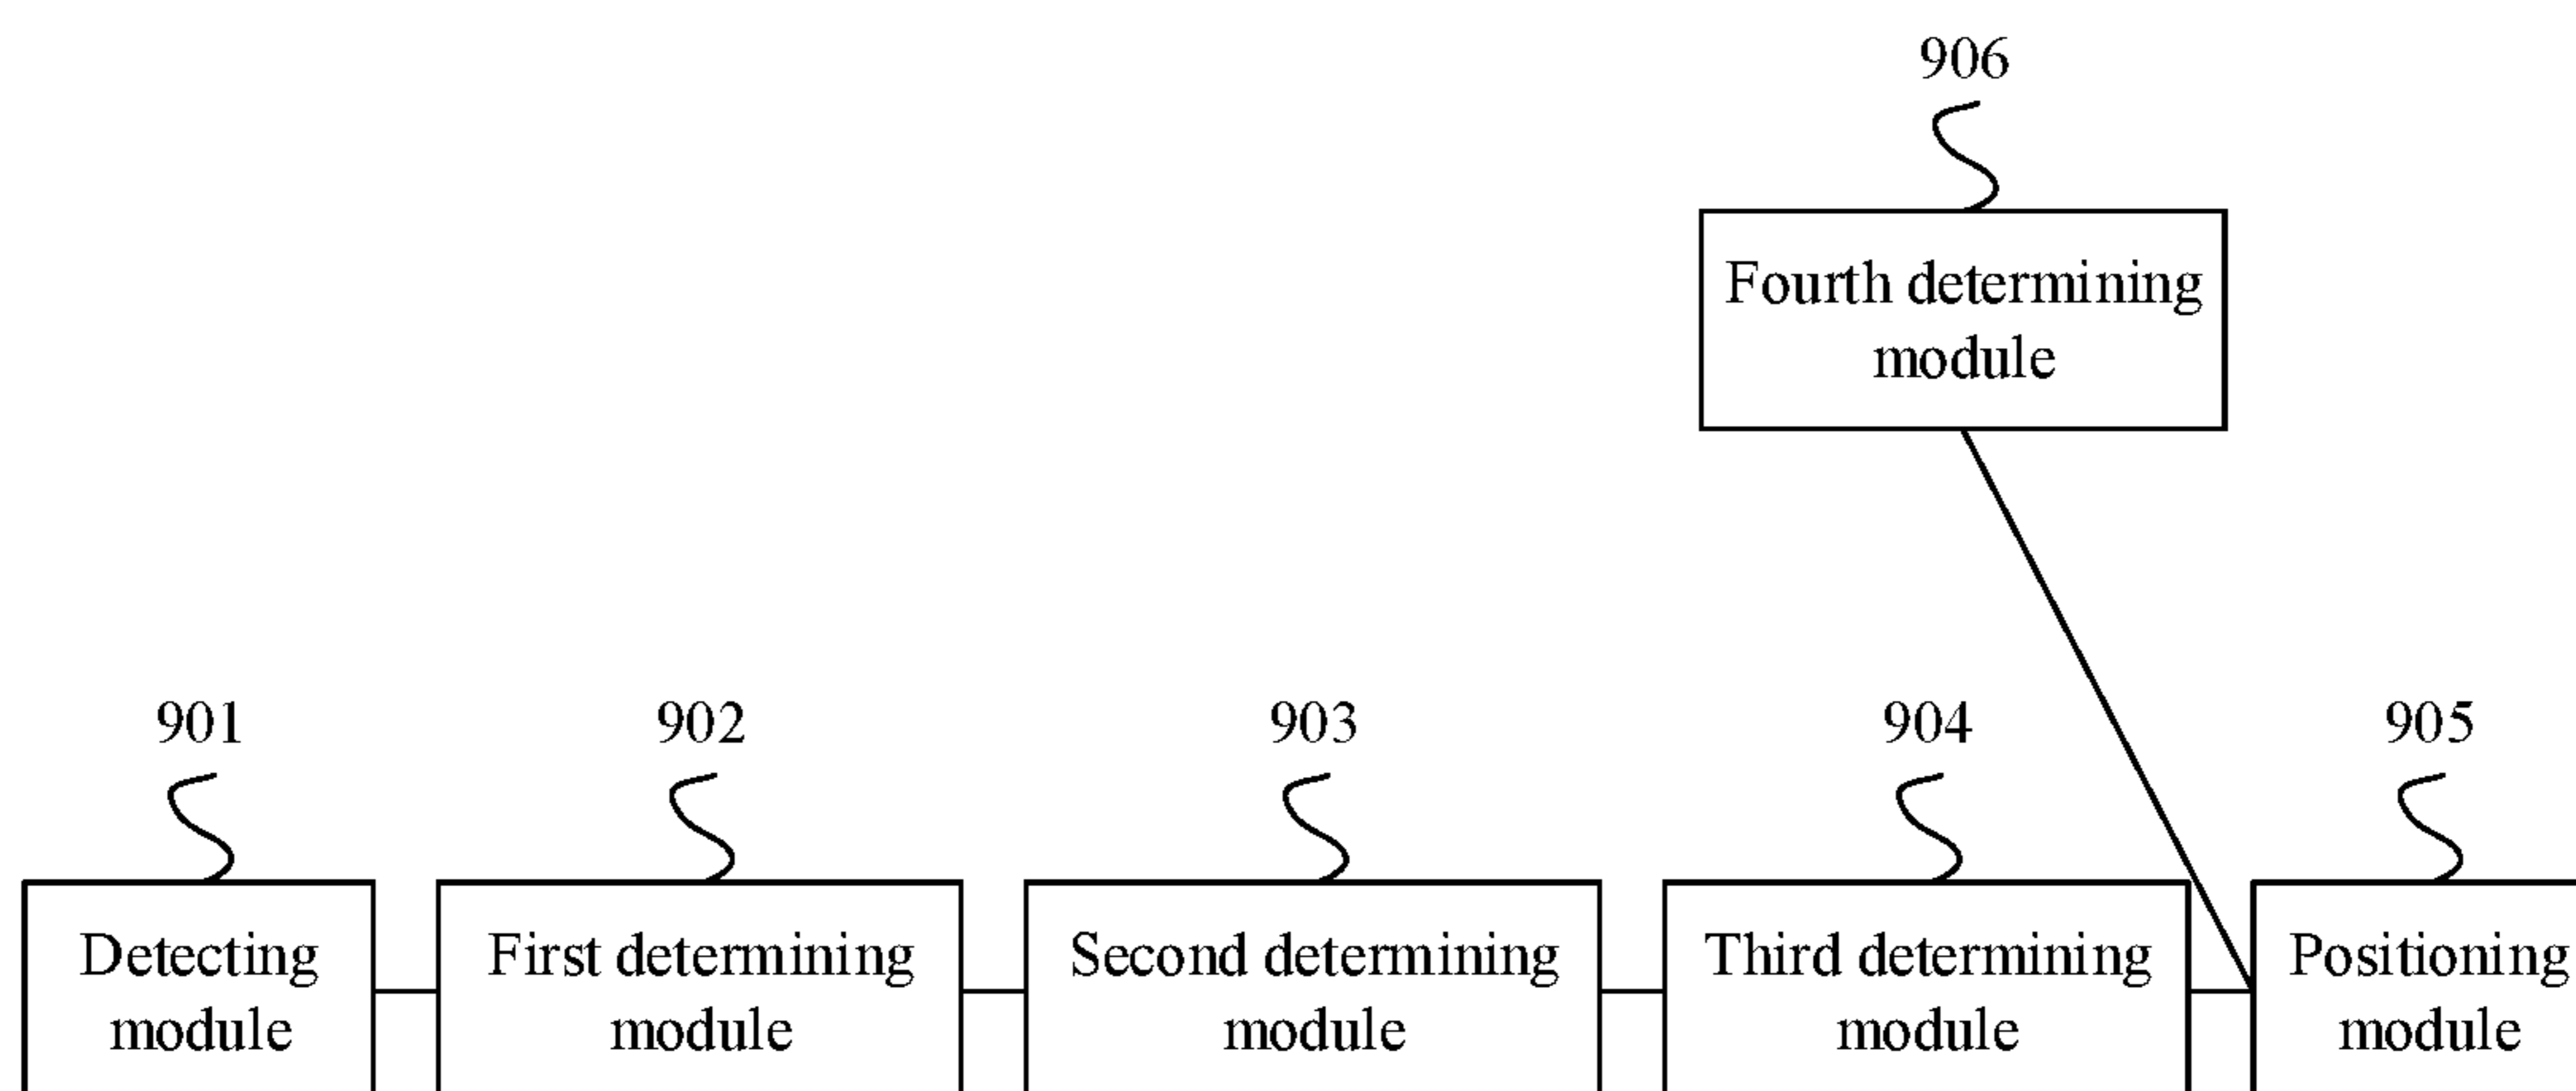 906
Fourth determining
module
901
902
903
904
905
Detecting
module
First determining
module
Second determining
module
Third determining
module
Positioning
module